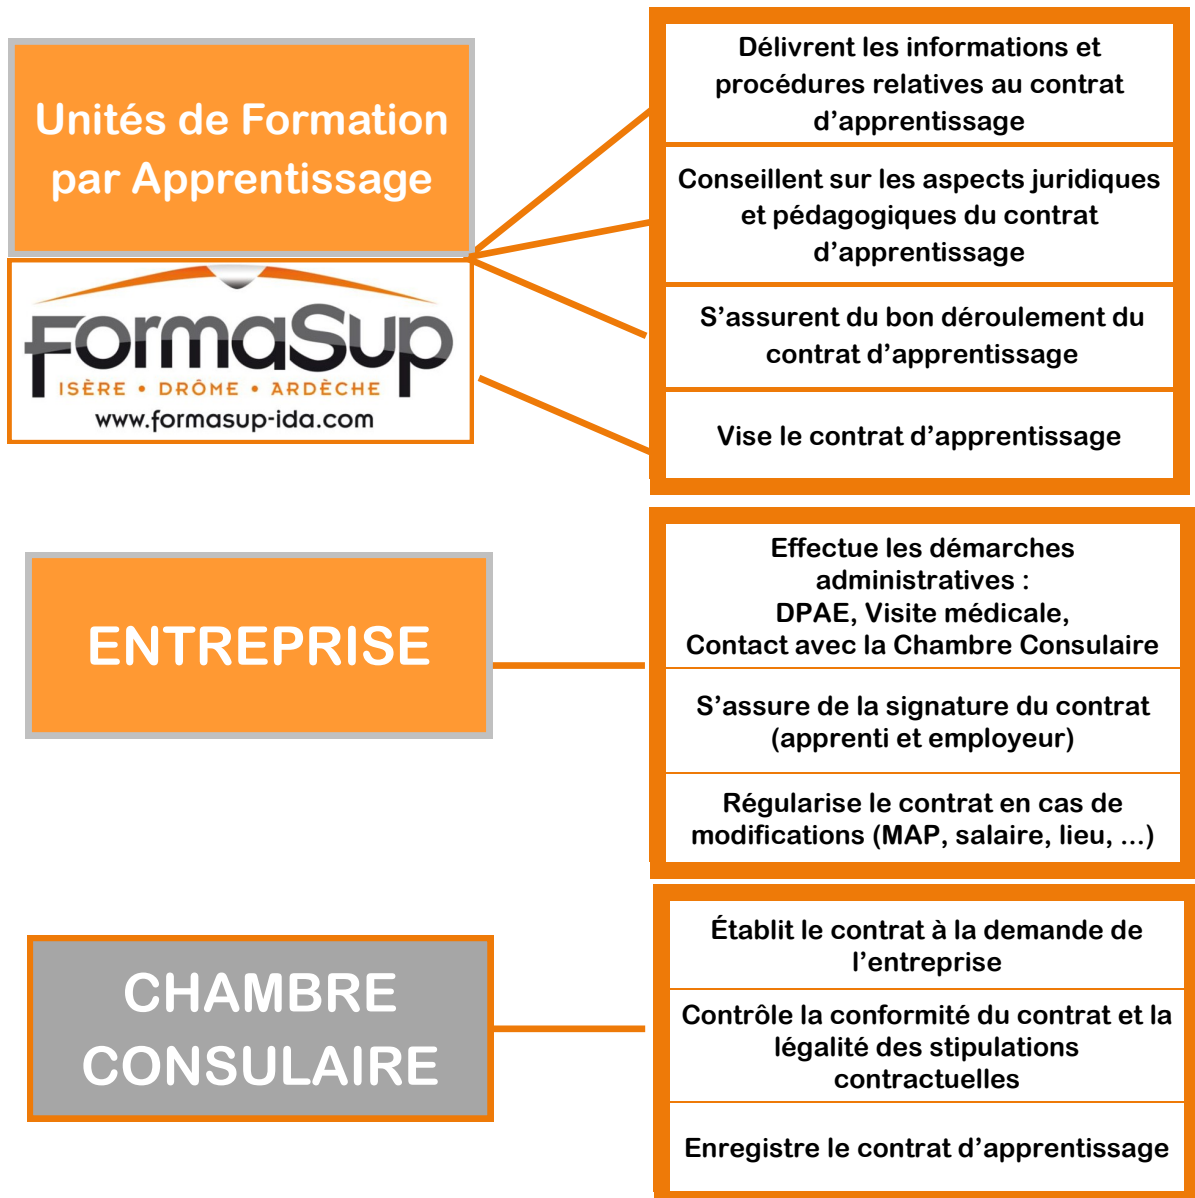 Unités de Formation
par Apprentissage
FormaSup
ISÈRE • DRÔME • ARDÈCHE
www.formasup-ida.com
Délivrent les informations et
procédures relatives au contrat
d’apprentissage
Conseillent sur les aspects juridiques
et pédagogiques du contrat
d’apprentissage
S’assurent du bon déroulement du
contrat d’apprentissage
Vise le contrat d’apprentissage
ENTREPRISE
Effectue les démarches
administratives :
DPAE, Visite médicale,
Contact avec la Chambre Consulaire
S’assure de la signature du contrat
(apprenti et employeur)
Régularise le contrat en cas de
modifications (MAP, salaire, lieu, ...)
CHAMBRE
CONSULAIRE
Établit le contrat à la demande de
l’entreprise
Contrôle la conformité du contrat et la
légalité des stipulations
contractuelles
Enregistre le contrat d’apprentissage